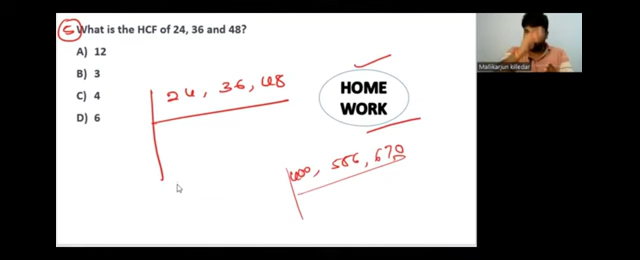 5 What is the HCF of 24, 36 and 48?
A) 12
B) 3
C) 4
D) 6
24, 36, 48
HOME
WORK
400, 556, 670
Mallikarjun kiledar